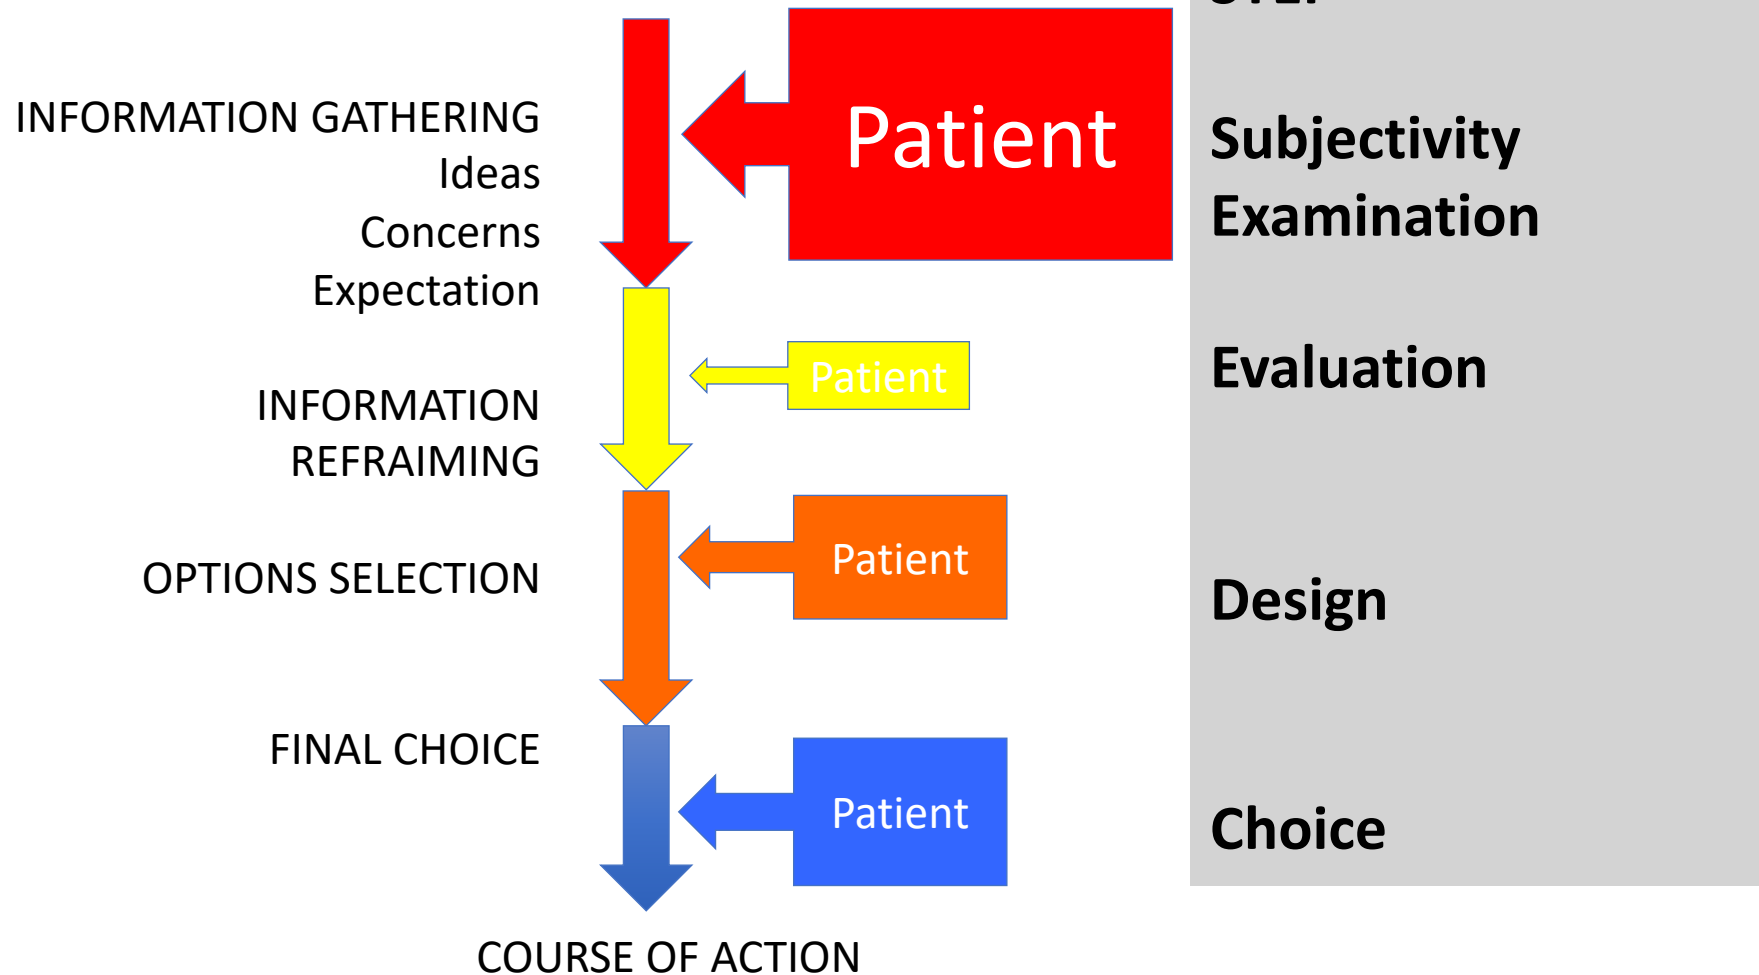 INFORMATION GATHERING
Ideas
Concerns
Expectation
INFORMATION
REFRAIMING
OPTIONS SELECTION
FINAL CHOICE
COURSE OF ACTION
Patient
Patient
Patient
Patient
Subjectivity
Examination
Evaluation
Design
Choice